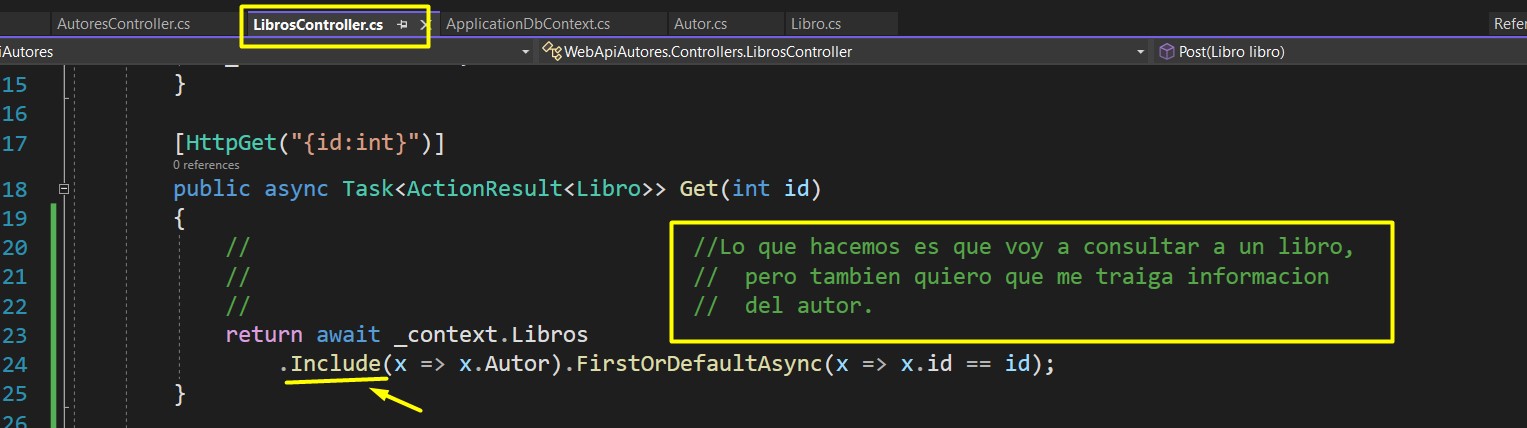 AutoresController.cs LibrosController.cs ApplicationDbContext.cs Autor.cs Libro.cs Refer
iAutores WebApiAutores.Controllers.LibrosController Post(Libro libro)
15 }
16
17 [HttpGet("{id:int}")]
0 references
18 public async Task<ActionResult<Libro>> Get(int id)
19 {
20 // //Lo que hacemos es que voy a consultar a un libro,
21 // // pero tambien quiero que me traiga informacion
22 // // del autor.
23 return await _context.Libros
24 .Include(x => x.Autor).FirstOrDefaultAsync(x => x.id == id);
25 }
26